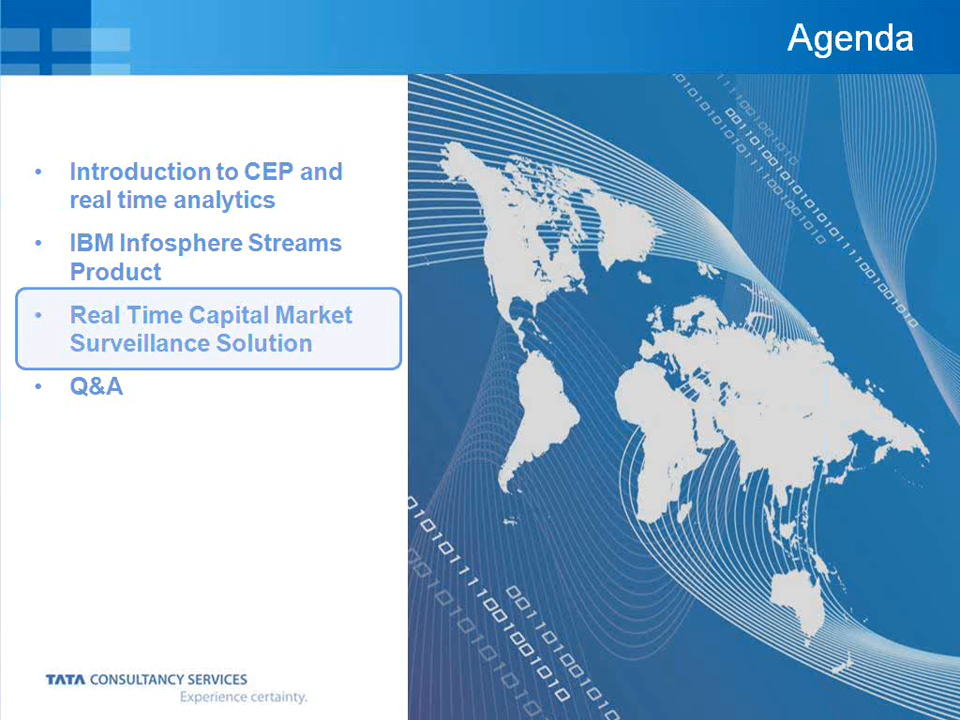 Agenda
• Introduction to CEP and
real time analytics
• IBM Infosphere Streams
Product
• Real Time Capital Market
Surveillance Solution
• Q&A
TATA CONSULTANCY SERVICES
Experience certainty.